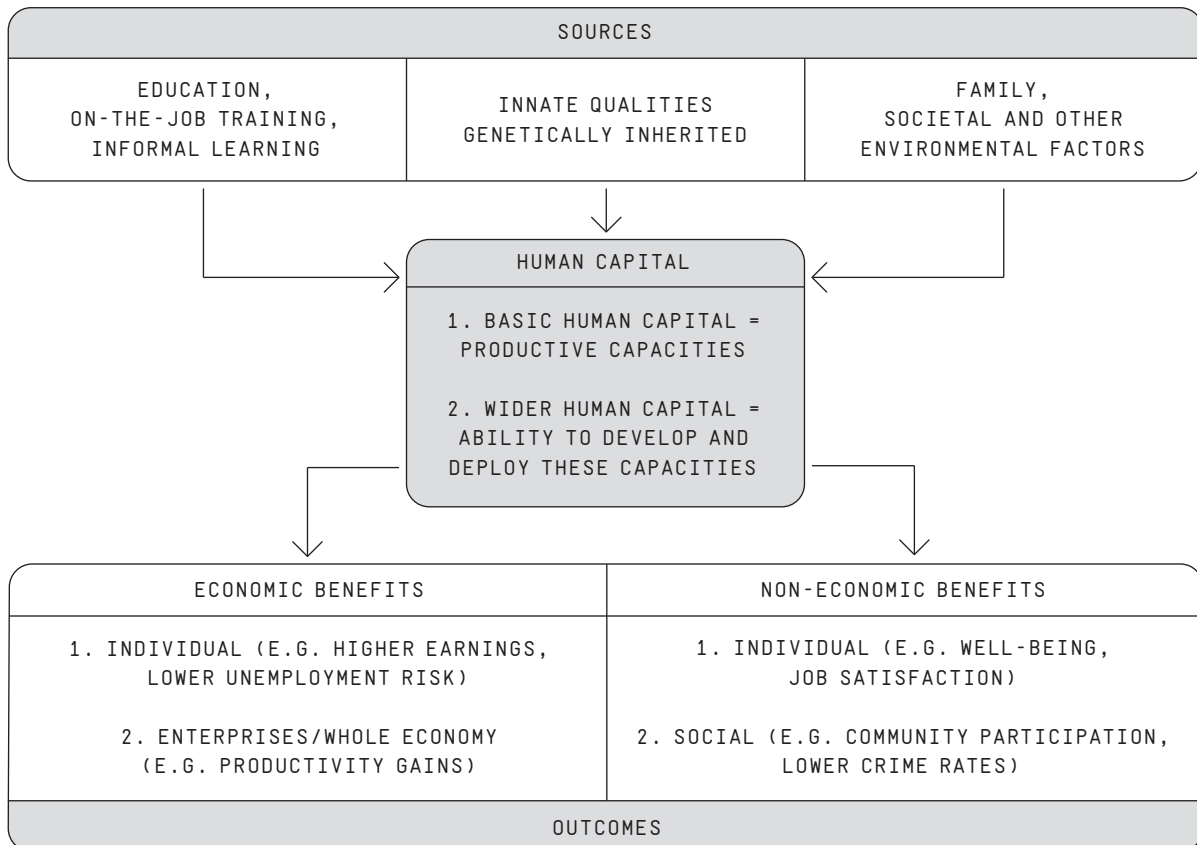 SOURCES
EDUCATION,
ON-THE-JOB TRAINING,
INFORMAL LEARNING
INNATE QUALITIES
GENETICALLY INHERITED
FAMILY,
SOCIETAL AND OTHER
ENVIRONMENTAL FACTORS
HUMAN CAPITAL
1. BASIC HUMAN CAPITAL =
PRODUCTIVE CAPACITIES
2. WIDER HUMAN CAPITAL =
ABILITY TO DEVELOP AND
DEPLOY THESE CAPACITIES
ECONOMIC BENEFITS
1. INDIVIDUAL (E.G. HIGHER EARNINGS,
LOWER UNEMPLOYMENT RISK)
2. ENTERPRISES/WHOLE ECONOMY
(E.G. PRODUCTIVITY GAINS)
NON-ECONOMIC BENEFITS
1. INDIVIDUAL (E.G. WELL-BEING,
JOB SATISFACTION)
2. SOCIAL (E.G. COMMUNITY PARTICIPATION,
LOWER CRIME RATES)
OUTCOMES